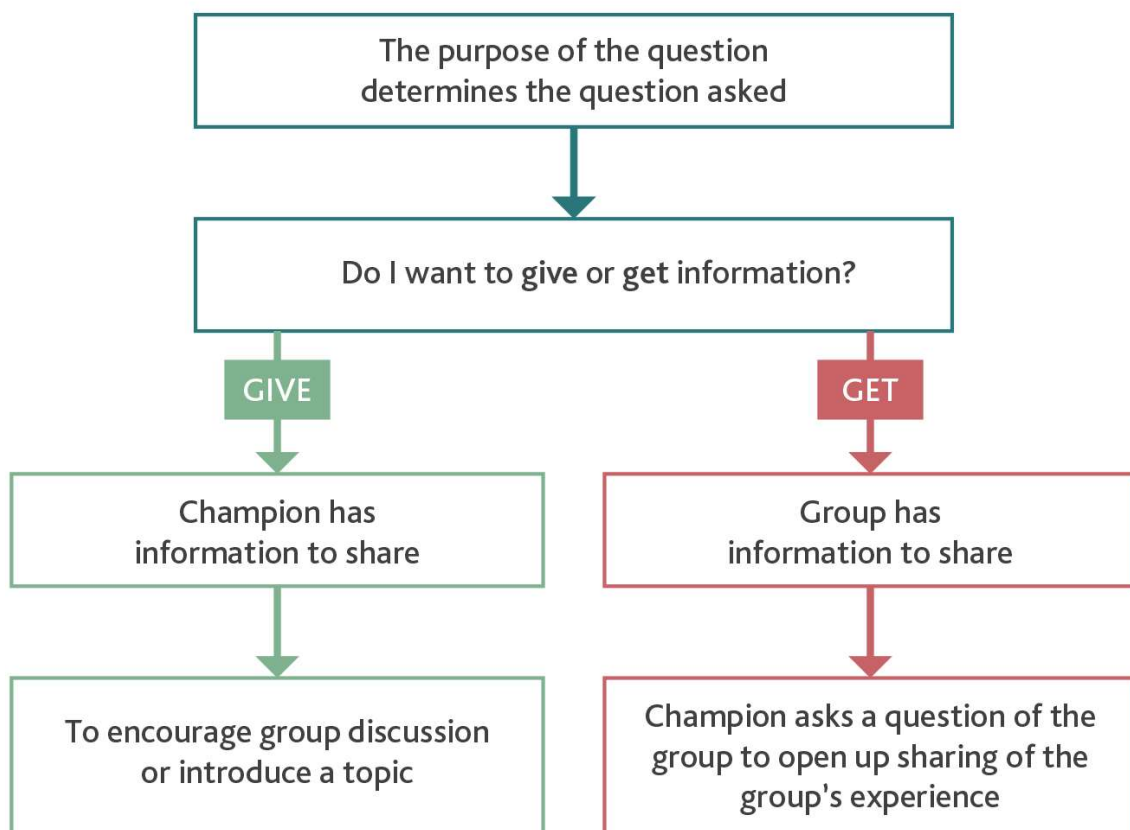 The purpose of the question
determines the question asked
Do I want to give or get information?
GIVE
GET
Champion has
information to share
Group has
information to share
To encourage group discussion
or introduce a topic
Champion asks a question of the
group to open up sharing of the
group’s experience